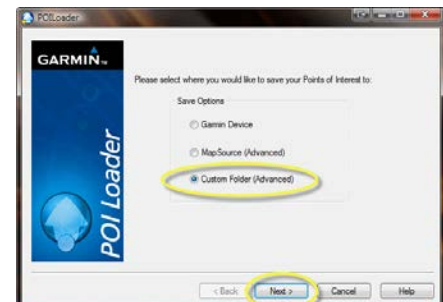 POILoader
GARMIN™
Please select where you would like to save your Points of Interest to:
Save Options
Garmin Device
MapSource (Advanced)
Custom Folder (Advanced)
POI Loader
< Back
Next >
Cancel
Help